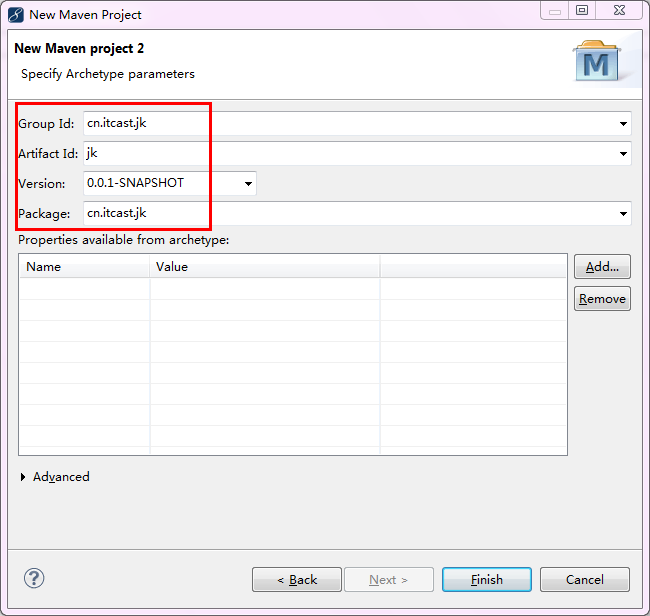 New Maven Project
New Maven project 2
Specify Archetype parameters
M
Group Id: cn.itcast.jk
Artifact Id: jk
Version: 0.0.1-SNAPSHOT
Package: cn.itcast.jk
Properties available from archetype:
Name Value
Add...
Remove
Advanced
?
< Back Next > Finish Cancel